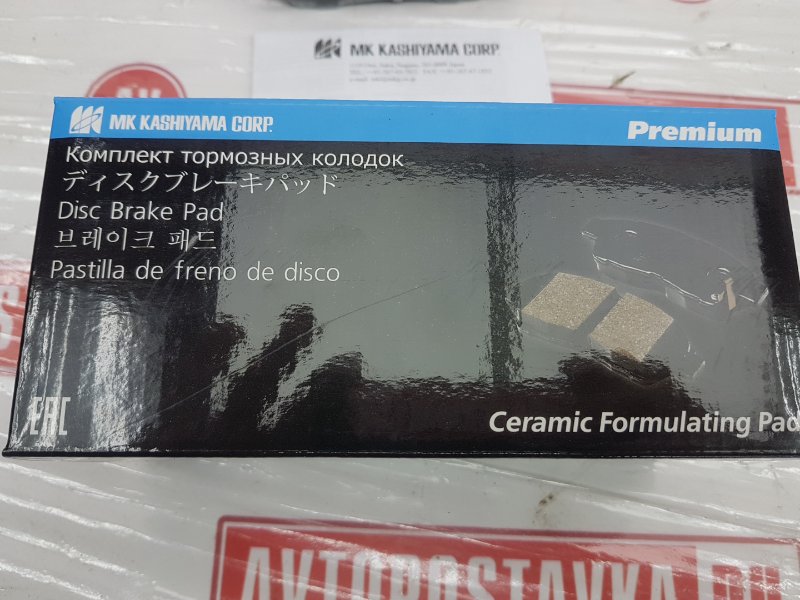 MK KASHIYAMA CORP
MK KASHIYAMA CORP.
Premium
Комплект тормозных колодок
ディスクブレーキパッド
Disc Brake Pad
브레이크 패드
Pastilla de freno de disco
EAC
Ceramic Formulating Pad
AVTOPOSTAVKA.RU